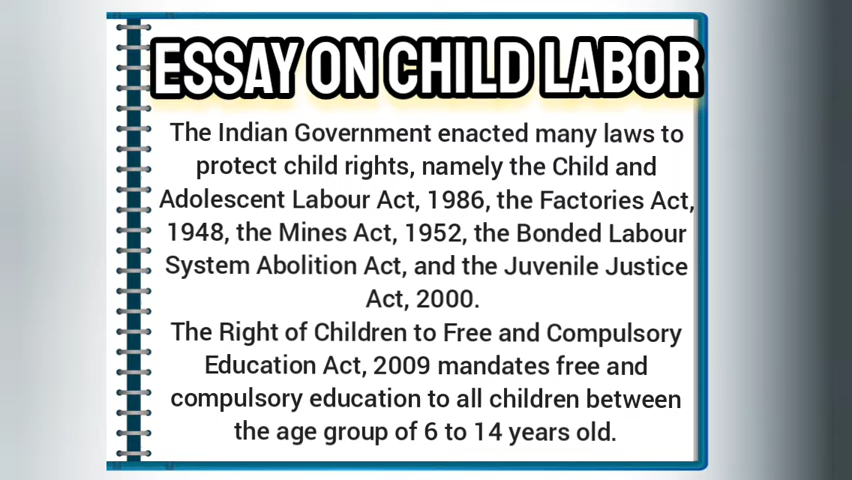 ESSAY ON CHILD LABOR
The Indian Government enacted many laws to
protect child rights, namely the Child and
Adolescent Labour Act, 1986, the Factories Act,
1948, the Mines Act, 1952, the Bonded Labour
System Abolition Act, and the Juvenile Justice
Act, 2000.
The Right of Children to Free and Compulsory
Education Act, 2009 mandates free and
compulsory education to all children between
the age group of 6 to 14 years old.